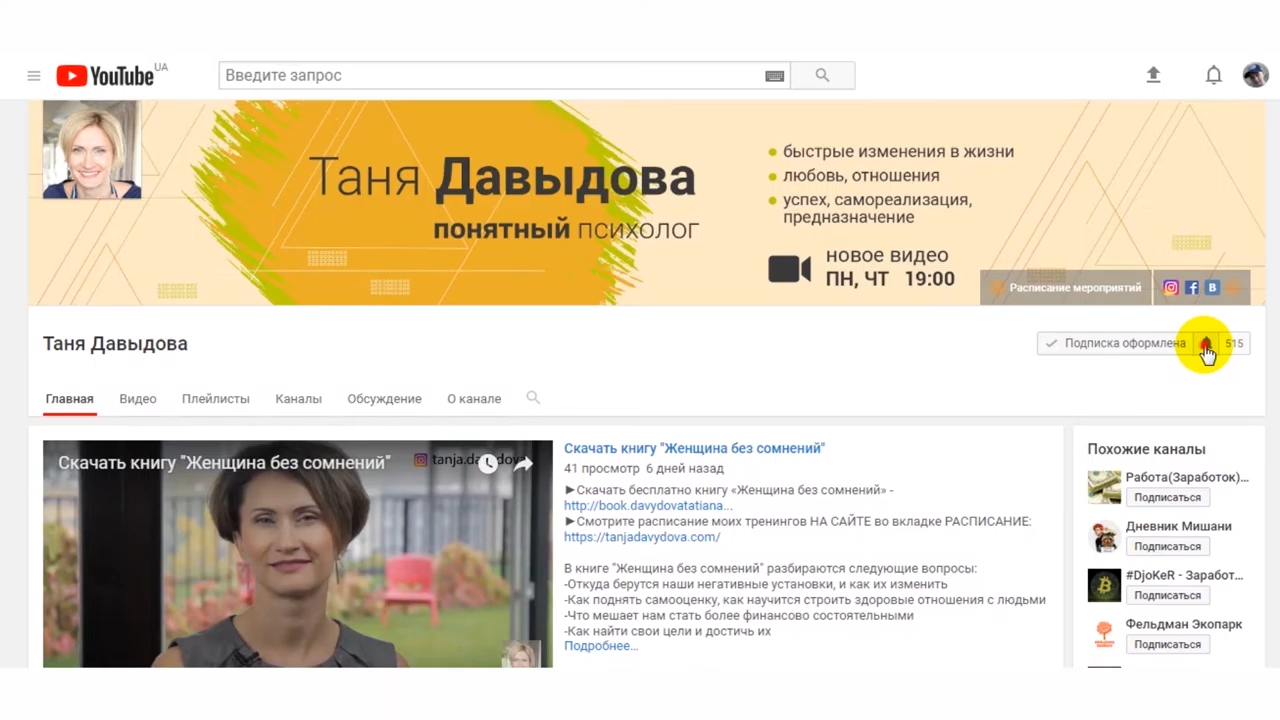 YouTube UA
Введите запрос
Таня Давыдова
понятный психолог
быстрые изменения в жизни
любовь, отношения
успех, самореализация,
предназначение
новое видео
ПН, ЧТ 19:00
Расписание мероприятий
Таня Давыдова
Подписка оформлена 515
Главная Видео Плейлисты Каналы Обсуждение О канале
Скачать книгу "Женщина без сомнений"
Скачать книгу "Женщина без сомнений"
41 просмотр 6 дней назад
►Скачать бесплатно книгу «Женщина без сомнений» -
http://book.davydovatatiana...
►Смотрите расписание моих тренингов НА САЙТЕ во вкладке РАСПИСАНИЕ:
https://tanjadavydova.com/
В книге "Женщина без сомнений" разбираются следующие вопросы:
-Откуда берутся наши негативные установки, и как их изменить
-Как поднять самооценку, как научится строить здоровые отношения с людьми
-Что мешает нам стать более финансово состоятельными
-Как найти свои цели и достичь их
Подробнее...
Похожие каналы
Работа(Заработок)...
Подписаться
Дневник Мишани
Подписаться
#DjoKeR - Заработ...
Подписаться
Фельдман Экопарк
Подписаться